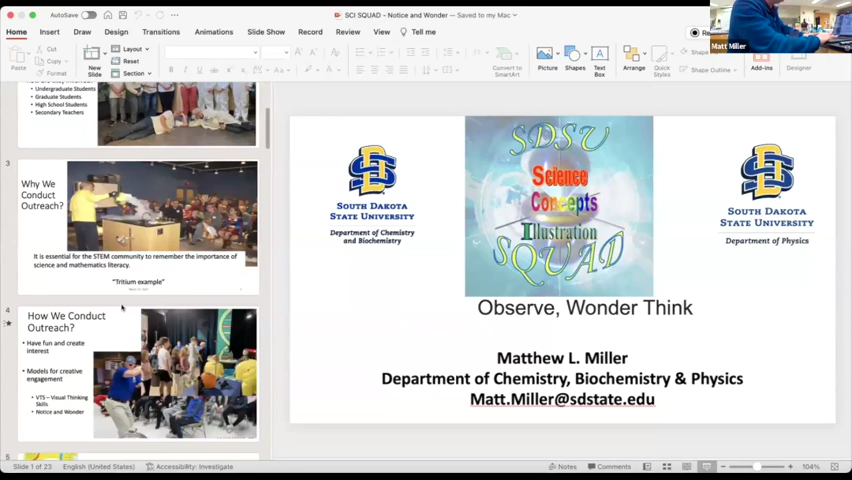 AutoSave
SCI SQUAD - Notice and Wonder — Saved to my Mac
Home
Insert
Draw
Design
Transitions
Animations
Slide Show
Record
Review
View
Tell me
Matt Miller
Paste
Cut
Copy
Format
New Slide
Layout
Reset
Section
Convert to SmartArt
Picture
Shapes
Text Box
Arrange
Quick Styles
Shape Outline
Add-ins
Designer
• Undergraduate Students
• Graduate Students
• High School Students
• Secondary Teachers
3
Why We
Conduct
Outreach?
It is essential for the STEM community to remember the importance of
science and mathematics literacy.
"Tritium example"
4
How We Conduct
Outreach?
• Have fun and create
interest
• Models for creative
engagement
• VTS – Visual Thinking
Skills
• Notice and Wonder
5
SOUTH DAKOTA
STATE UNIVERSITY
Department of Chemistry
and Biochemistry
SDSU
Science
Concepts
Illustration
SQUAD
SOUTH DAKOTA
STATE UNIVERSITY
Department of Physics
Observe, Wonder Think
Matthew L. Miller
Department of Chemistry, Biochemistry & Physics
Matt.Miller@sdstate.edu
Slide 1 of 23
English (United States)
Accessibility: Investigate
Notes
Comments
104%